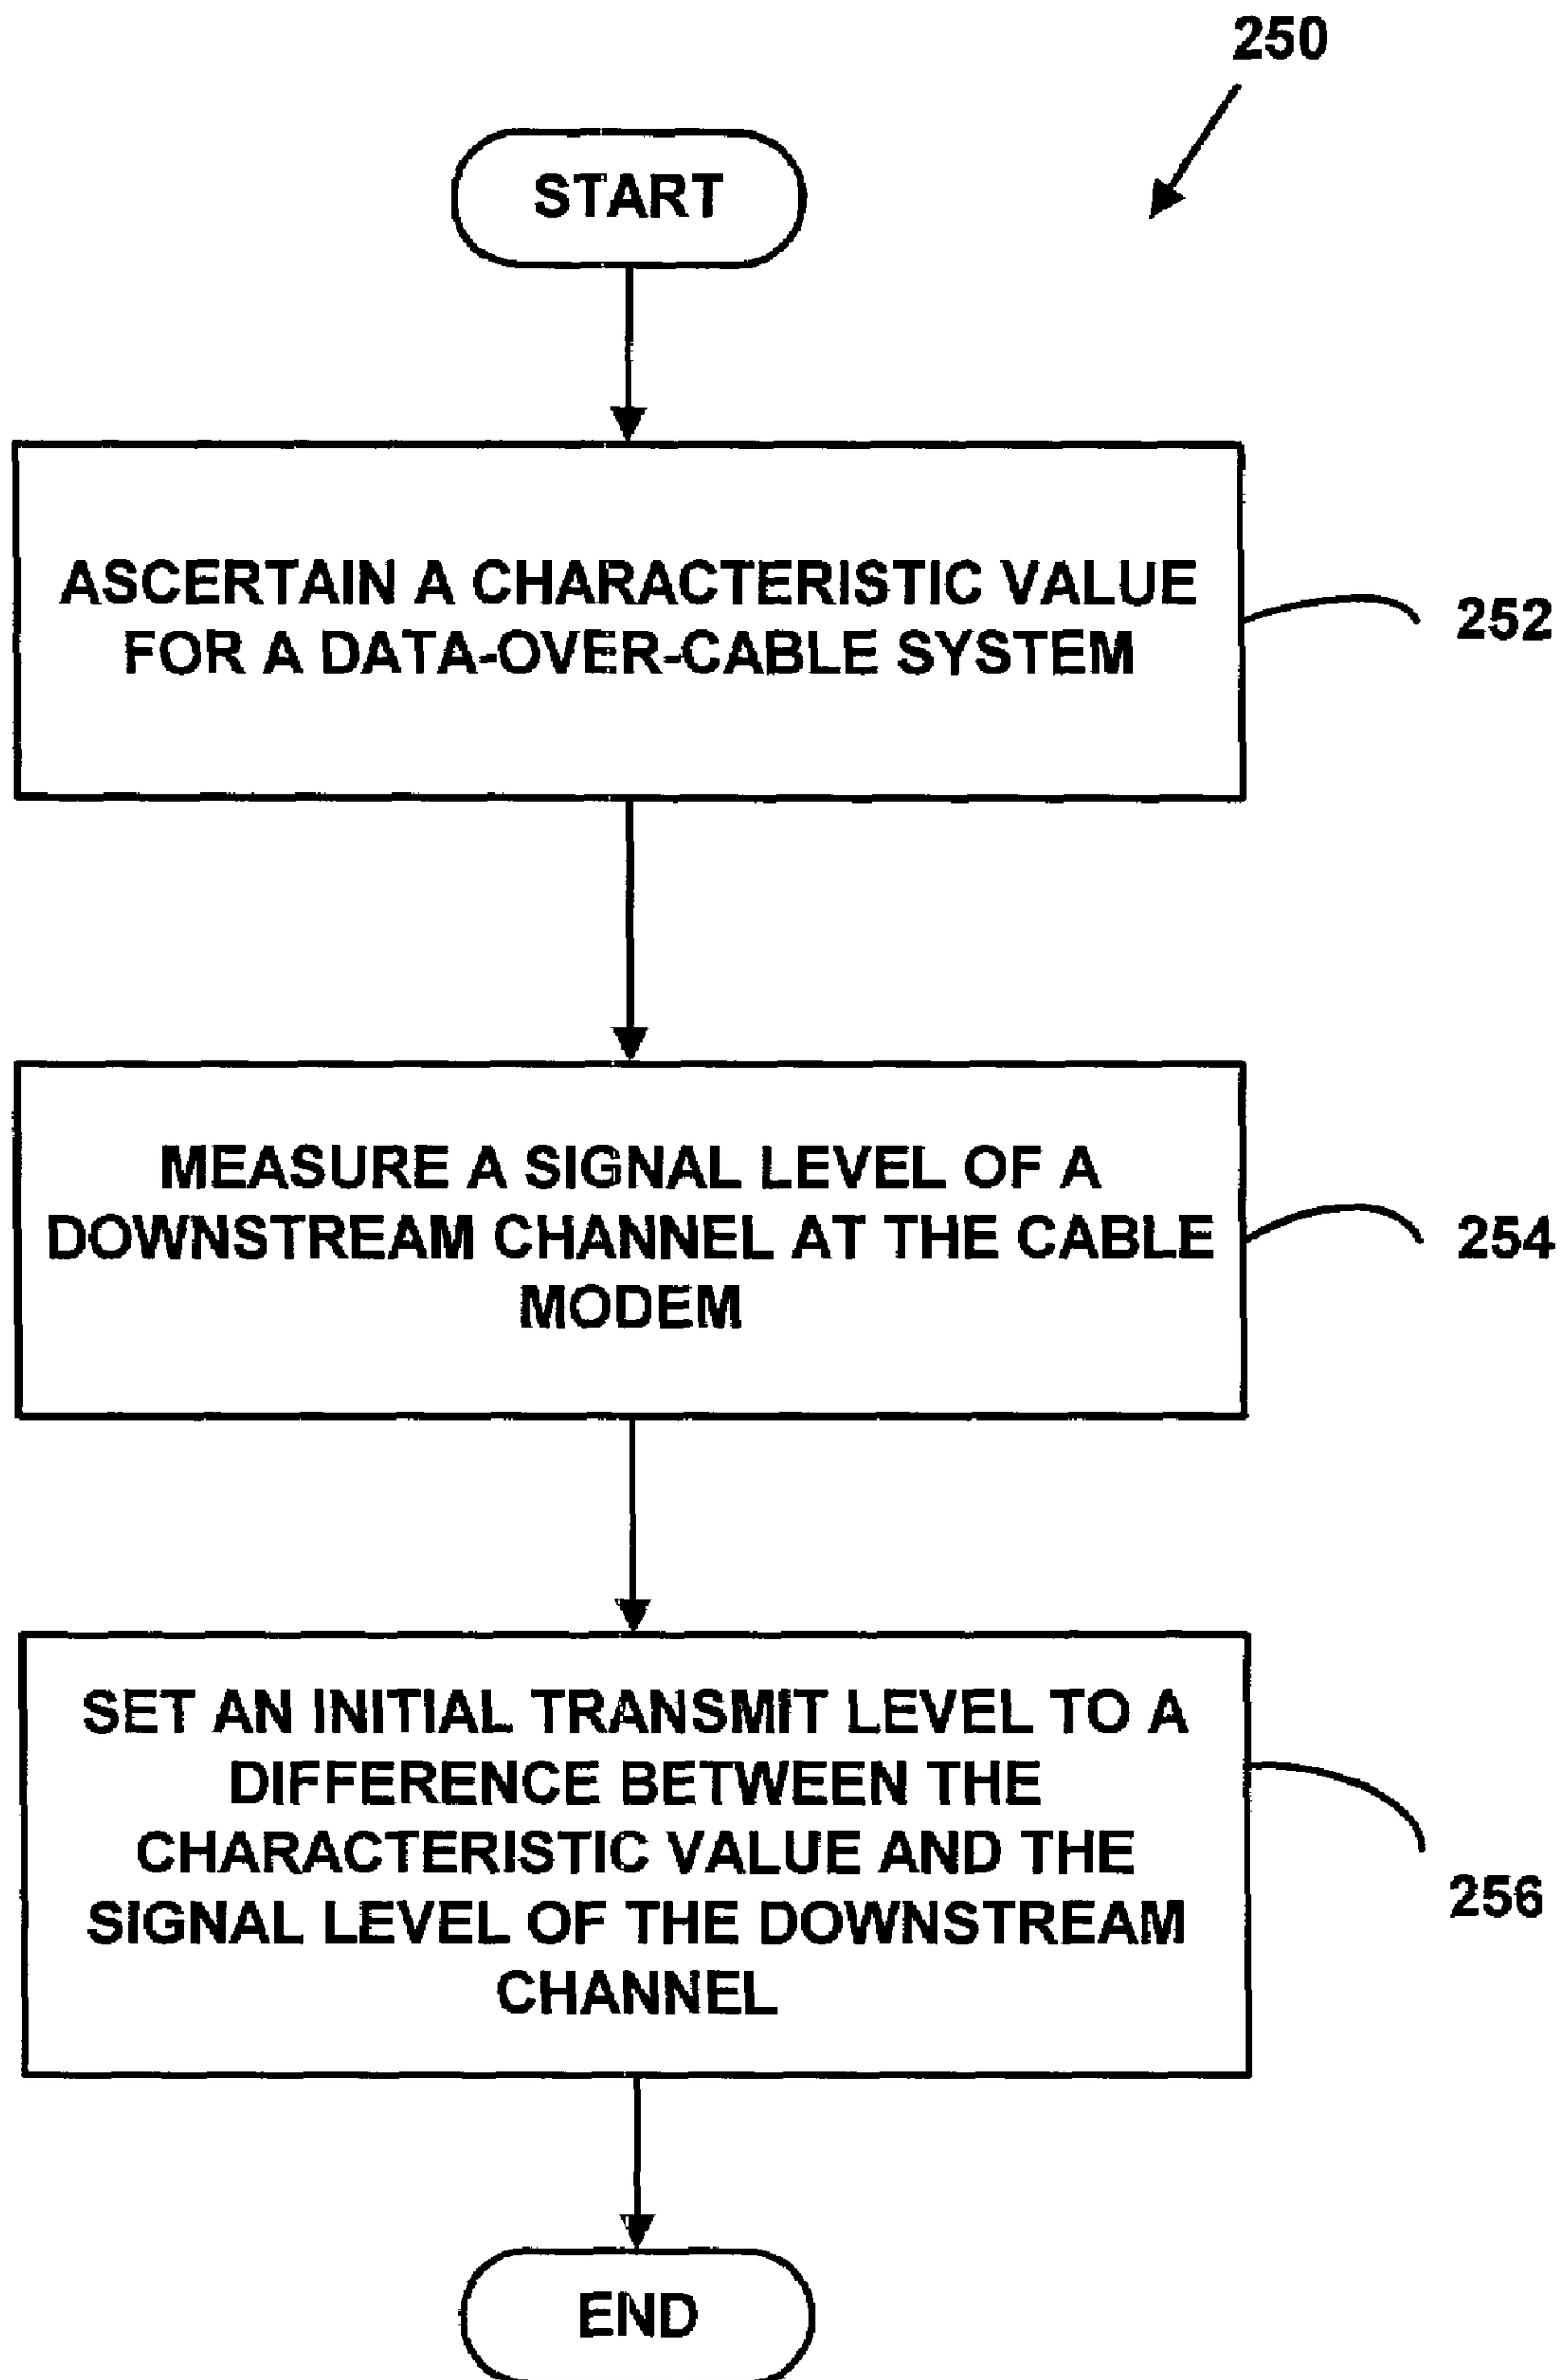 250
START
ASCERTAIN A CHARACTERISTIC VALUE
FOR A DATA-OVER-CABLE SYSTEM
252
MEASURE A SIGNAL LEVEL OF A
DOWNSTREAM CHANNEL AT THE CABLE
MODEM
254
SET AN INITIAL TRANSMIT LEVEL TO A
DIFFERENCE BETWEEN THE
CHARACTERISTIC VALUE AND THE
SIGNAL LEVEL OF THE DOWNSTREAM
CHANNEL
256
END